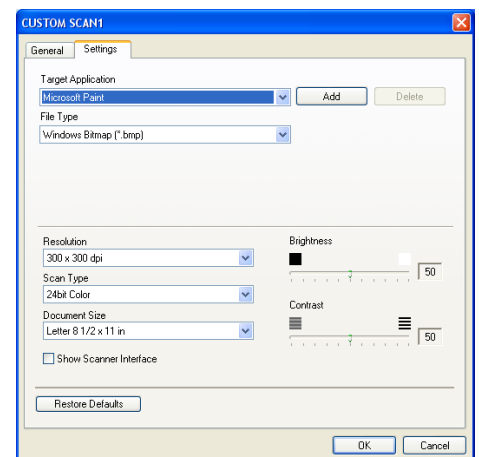 CUSTOM SCAN1
General Settings
Target Application
Microsoft Paint Add Delete
File Type
Windows Bitmap (*.bmp)
Resolution Brightness
300 x 300 dpi 50
Scan Type
24bit Color
Document Size Contrast
Letter 8 1/2 x 11 in 50
Show Scanner Interface
Restore Defaults
OK Cancel